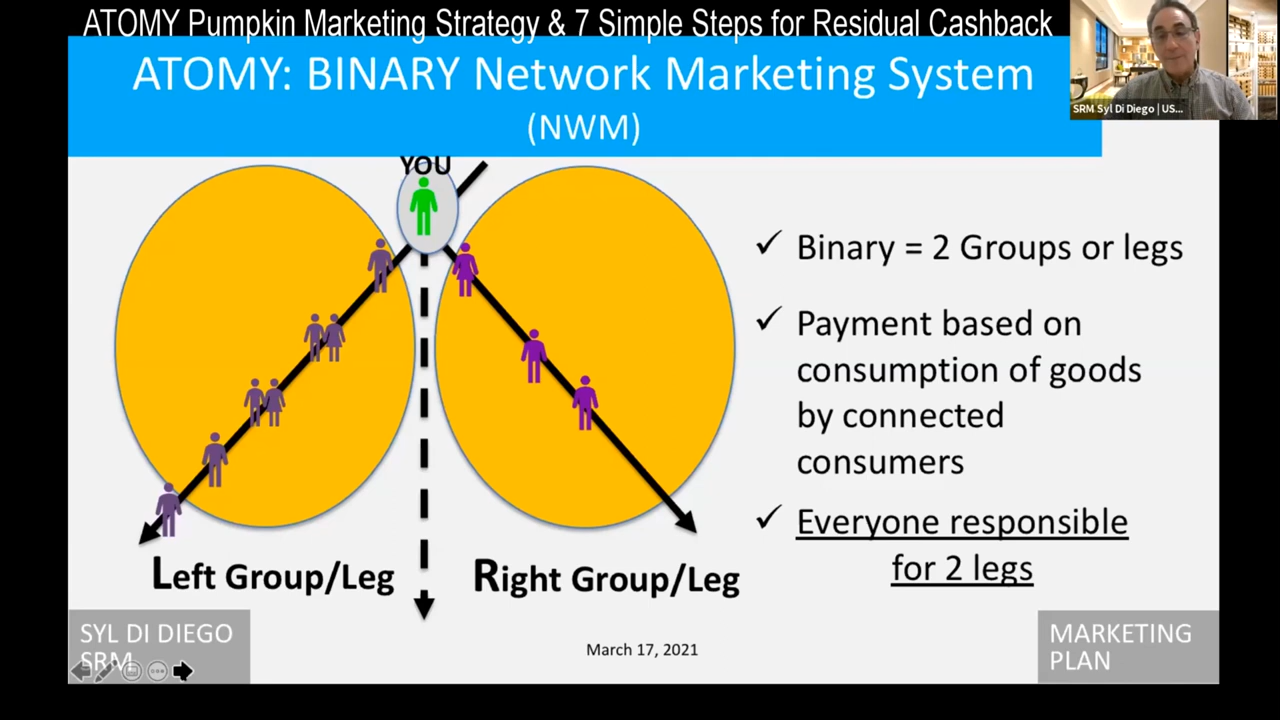 ATOMY Pumpkin Marketing Strategy & 7 Simple Steps for Residual Cashback
SRM Syl Di Diego | US...
ATOMY: BINARY Network Marketing System
(NWM)
YOU
✓ Binary = 2 Groups or legs
✓ Payment based on
consumption of goods
by connected
consumers
✓ Everyone responsible
for 2 legs
Left Group/Leg
Right Group/Leg
SYL DI DIEGO
SRM
March 17, 2021
MARKETING
PLAN